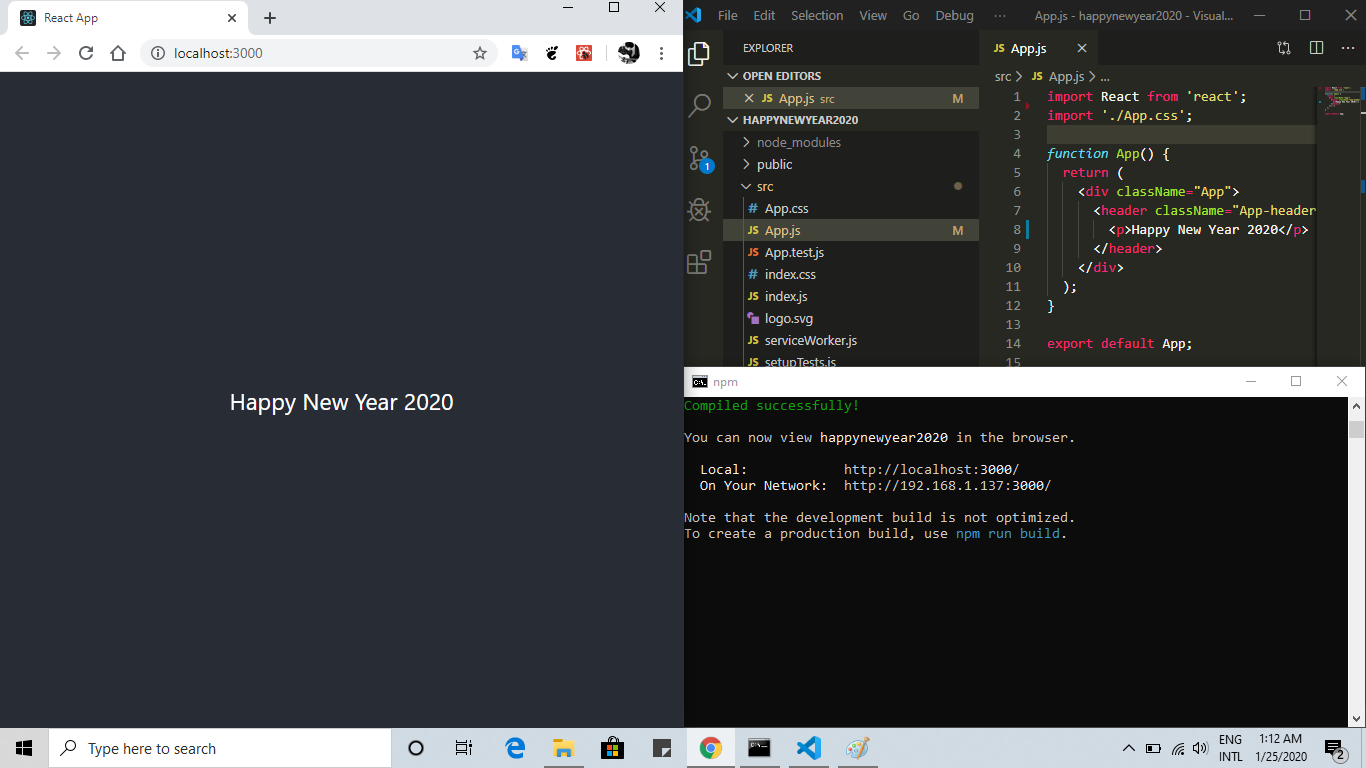 React App
localhost:3000
Happy New Year 2020
File Edit Selection View Go Debug ··· App.js - happynewyear2020 - Visual...
EXPLORER
OPEN EDITORS
JS App.js src M
HAPPYNEWYEAR2020
node_modules
public
src
# App.css
JS App.js M
JS App.test.js
# index.css
JS index.js
logo.svg
JS serviceWorker.js
JS setupTests.js
1
JS App.js
src > JS App.js > ...
1 import React from 'react';
2 import './App.css';
3
4 function App() {
5 return (
6 <div className="App">
7 <header className="App-header
8 <p>Happy New Year 2020</p>
9 </header>
10 </div>
11 );
12 }
13
14 export default App;
15
npm
Compiled successfully!
You can now view happynewyear2020 in the browser.
Local: http://localhost:3000/
On Your Network: http://192.168.1.137:3000/
Note that the development build is not optimized.
To create a production build, use npm run build.
Type here to search
ENG
INTL
1:12 AM
1/25/2020
2